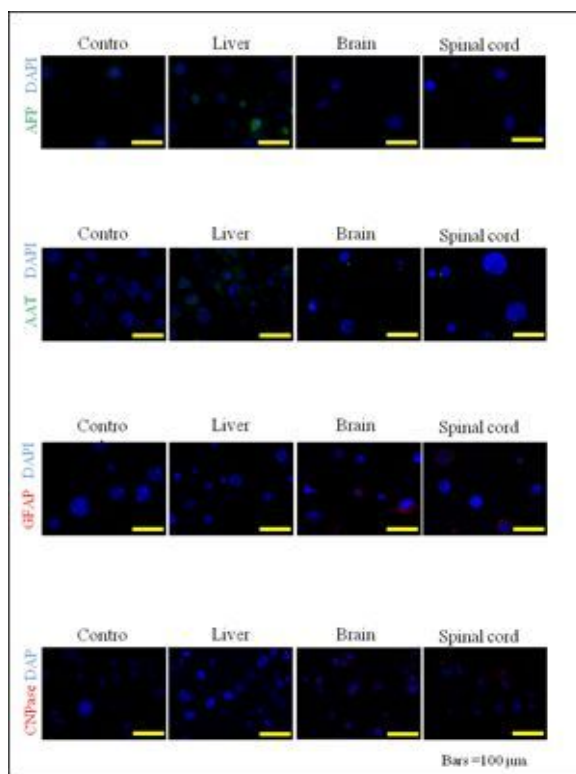 Contro Liver Brain Spinal cord
AFP DAPI
Contro Liver Brain Spinal cord
AAT DAPI
Contro Liver Brain Spinal cord
GFAP DAPI
Contro Liver Brain Spinal cord
CNPase DAP
Bars =100 µm